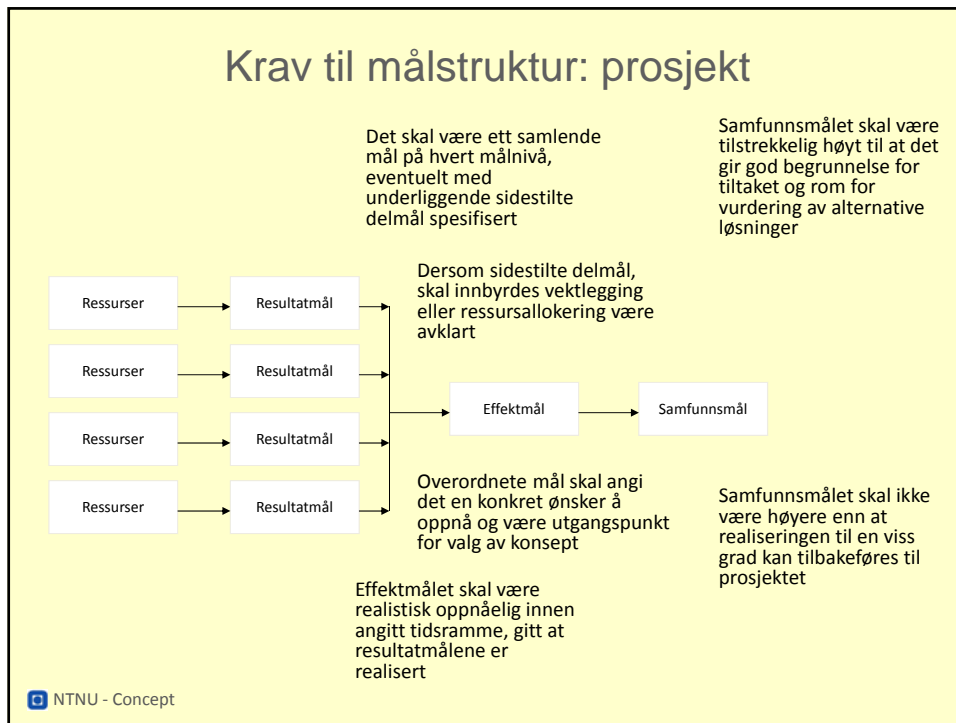 Krav til målstruktur: prosjekt
Det skal være ett samlende
mål på hvert målnivå,
eventuelt med
underliggende sidestilte
delmål spesifisert
Samfunnsmålet skal være
tilstrekkelig høyt til at det
gir god begrunnelse for
tiltaket og rom for
vurdering av alternative
løsninger
Dersom sidestilte delmål,
skal innbyrdes vektlegging
eller ressursallokering være
avklart
Ressurser
Resultatmål
Ressurser
Resultatmål
Effektmål
Samfunnsmål
Ressurser
Resultatmål
Ressurser
Resultatmål
Overordnete mål skal angi
det en konkret ønsker å
oppnå og være utgangspunkt
for valg av konsept
Samfunnsmålet skal ikke
være høyere enn at
realiseringen til en viss
grad kan tilbakeføres til
prosjektet
Effektmålet skal være
realistisk oppnåelig innen
angitt tidsramme, gitt at
resultatmålene er
realisert
NTNU - Concept